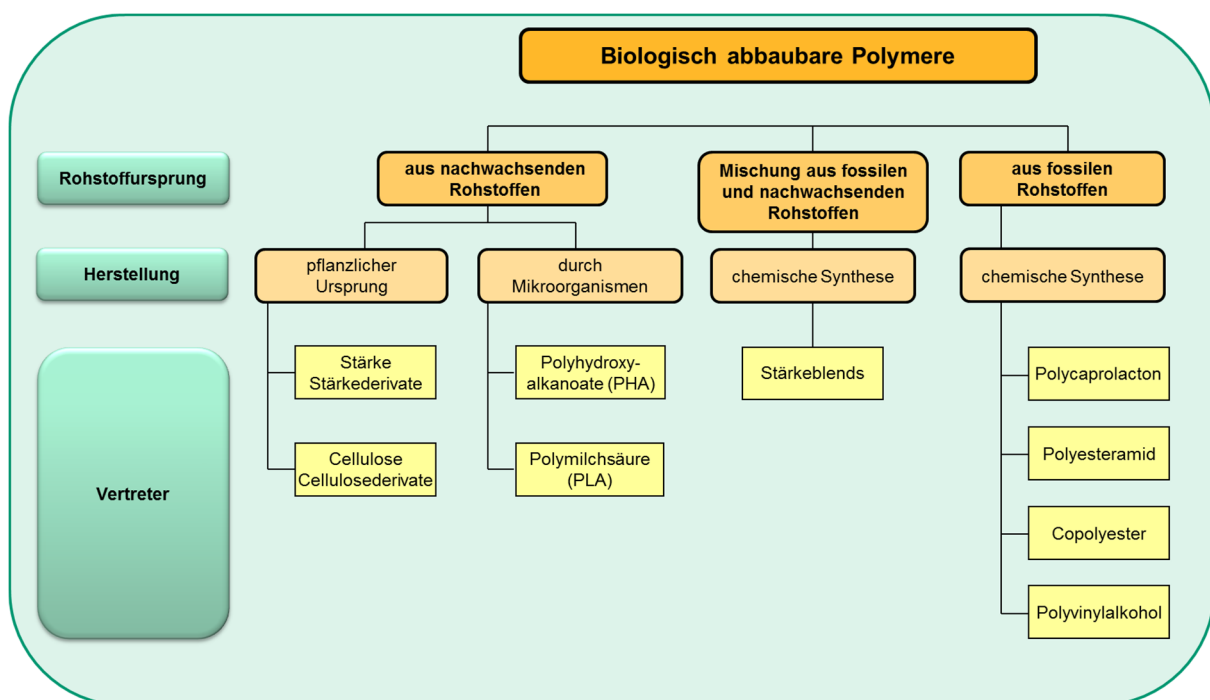 Biologisch abbaubare Polymere
Rohstoffursprung
aus nachwachsenden
Rohstoffen
Mischung aus fossilen
und nachwachsenden
Rohstoffen
aus fossilen
Rohstoffen
Herstellung
pflanzlicher
Ursprung
durch
Mikroorganismen
chemische Synthese
chemische Synthese
Vertreter
Stärke
Stärkederivate
Cellulose
Cellulosederivate
Polyhydroxy-
alkanoate (PHA)
Polymilchsäure
(PLA)
Stärkeblends
Polycaprolacton
Polyesteramid
Copolyester
Polyvinylalkohol